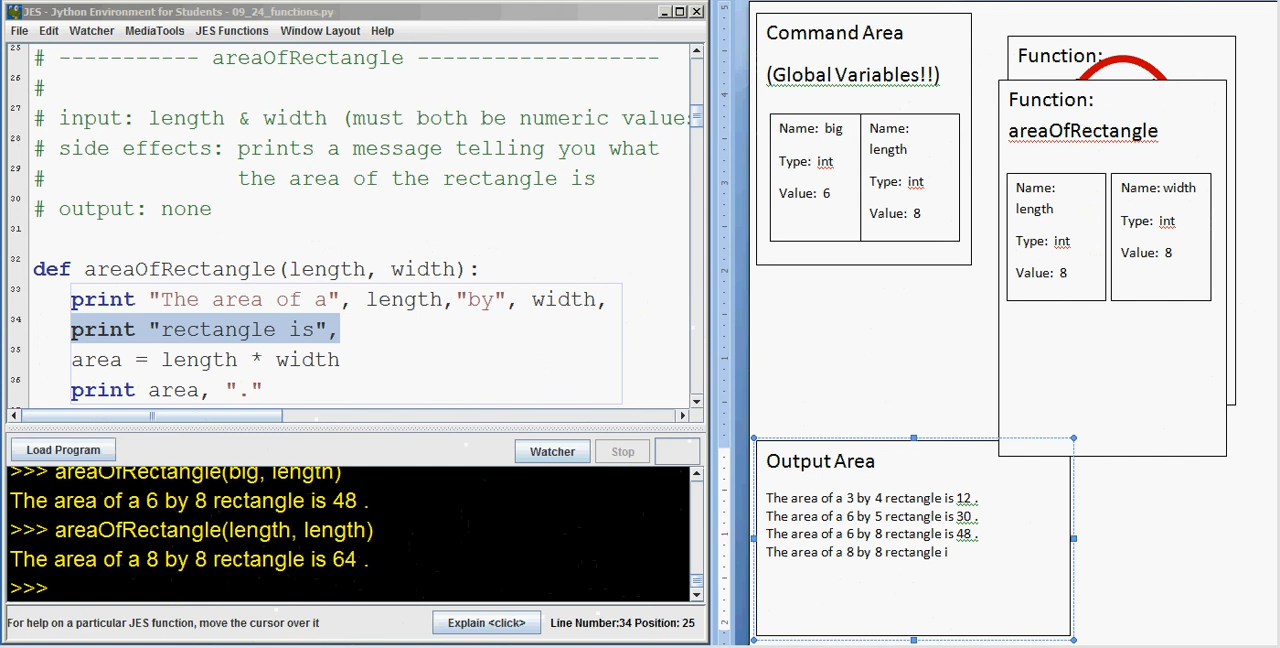 JES - Jython Environment for Students - 09_24_functions.py
File Edit Watcher MediaTools JES Functions Window Layout Help
25 # ----------- areaOfRectangle -------------------
26 #
27 # input: length & width (must both be numeric values
28 # side effects: prints a message telling you what
29 # the area of the rectangle is
30 # output: none
31
32 def areaOfRectangle(length, width):
33 print "The area of a", length,"by", width,
34 print "rectangle is",
35 area = length * width
36 print area, "."
Load Program Watcher Stop
>>> areaOfRectangle(big, length)
The area of a 6 by 8 rectangle is 48 .
>>> areaOfRectangle(length, length)
The area of a 8 by 8 rectangle is 64 .
>>>
For help on a particular JES function, move the cursor over it Explain <click> Line Number:34 Position: 25
Command Area
(Global Variables!!)
Name: big
Type: int
Value: 6
Name:
length
Type: int
Value: 8
Function:
Function:
areaOfRectangle
Name:
length
Type: int
Value: 8
Name: width
Type: int
Value: 8
Output Area
The area of a 3 by 4 rectangle is 12 .
The area of a 6 by 5 rectangle is 30 .
The area of a 6 by 8 rectangle is 48 .
The area of a 8 by 8 rectangle i